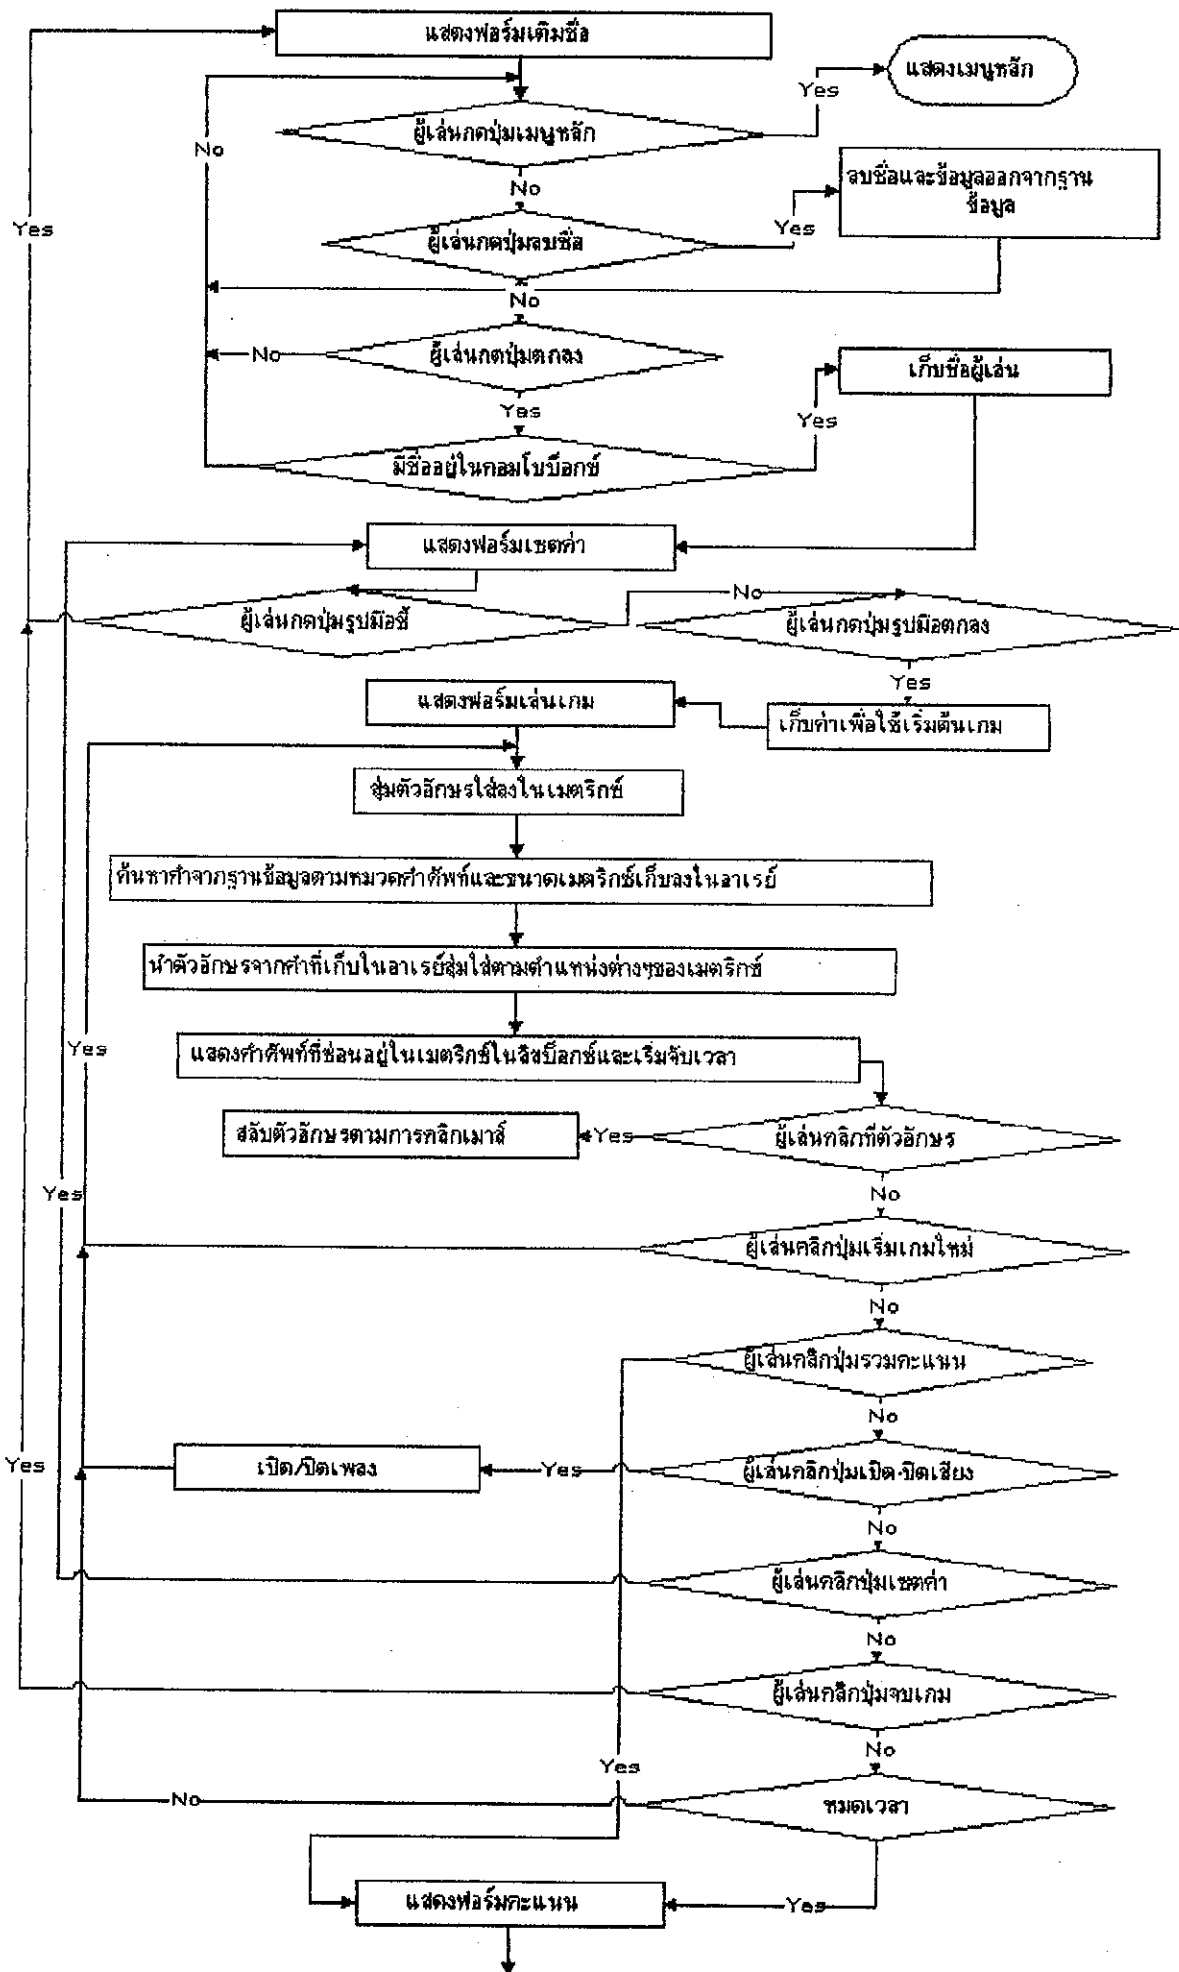 แสดงฟอร์มเติมชื่อ
แสดงเมนูหลัก
Yes
ผู้เล่นกดปุ่มเมนูหลัก
No
No
ลบชื่อและข้อมูลออกจากฐาน
ข้อมูล
Yes
ผู้เล่นกดปุ่มลบชื่อ
Yes
No
ผู้เล่นกดปุ่มตกลง
No
เก็บชื่อผู้เล่น
Yes
Yes
มีชื่ออยู่ในคอมโบบ็อกซ์
แสดงฟอร์มเซตค่า
No
ผู้เล่นกดปุ่มรูปมือชี้
ผู้เล่นกดปุ่มรูปมือตกลง
Yes
แสดงฟอร์มเล่นเกม
เก็บค่าเพื่อใช้เริ่มต้นเกม
สุ่มตัวอักษรใส่ลงในเมตริกซ์
ค้นหาคำจากฐานข้อมูลตามหมวดคำศัพท์และขนาดเมตริกซ์เก็บลงในอาเรย์
นำตัวอักษรจากคำที่เก็บในอาเรย์สุ่มใส่ตามตำแหน่งต่างๆของเมตริกซ์
Yes
แสดงคำศัพท์ที่ซ่อนอยู่ในเมตริกซ์ในลิสบ็อกซ์และเริ่มจับเวลา
สลับตัวอักษรตามการคลิกเมาส์
Yes
ผู้เล่นคลิกที่ตัวอักษร
Yes
No
ผู้เล่นคลิกปุ่มเริ่มเกมใหม่
No
ผู้เล่นคลิกปุ่มรวมคะแนน
No
Yes
เปิด/ปิดเพลง
Yes
ผู้เล่นคลิกปุ่มเปิด-ปิดเสียง
No
ผู้เล่นคลิกปุ่มเซตค่า
No
ผู้เล่นคลิกปุ่มจบเกม
No
Yes
No
หมดเวลา
แสดงฟอร์มคะแนน
Yes